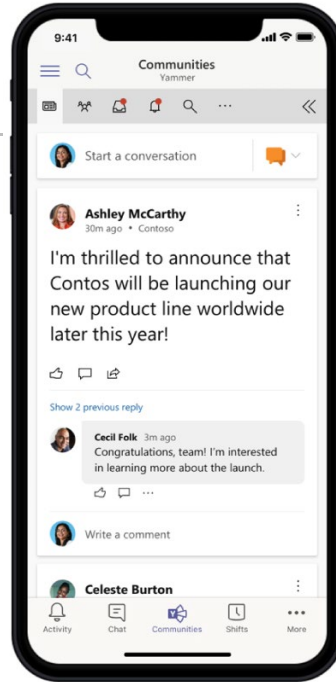 9:41
Communities
Yammer
Start a conversation
Ashley McCarthy
30m ago • Contoso
I'm thrilled to announce that
Contos will be launching our
new product line worldwide
later this year!
Show 2 previous reply
Cecil Folk 3m ago
Congratulations, team! I'm interested
in learning more about the launch.
Write a comment
Celeste Burton
Activity Chat Communities Shifts More